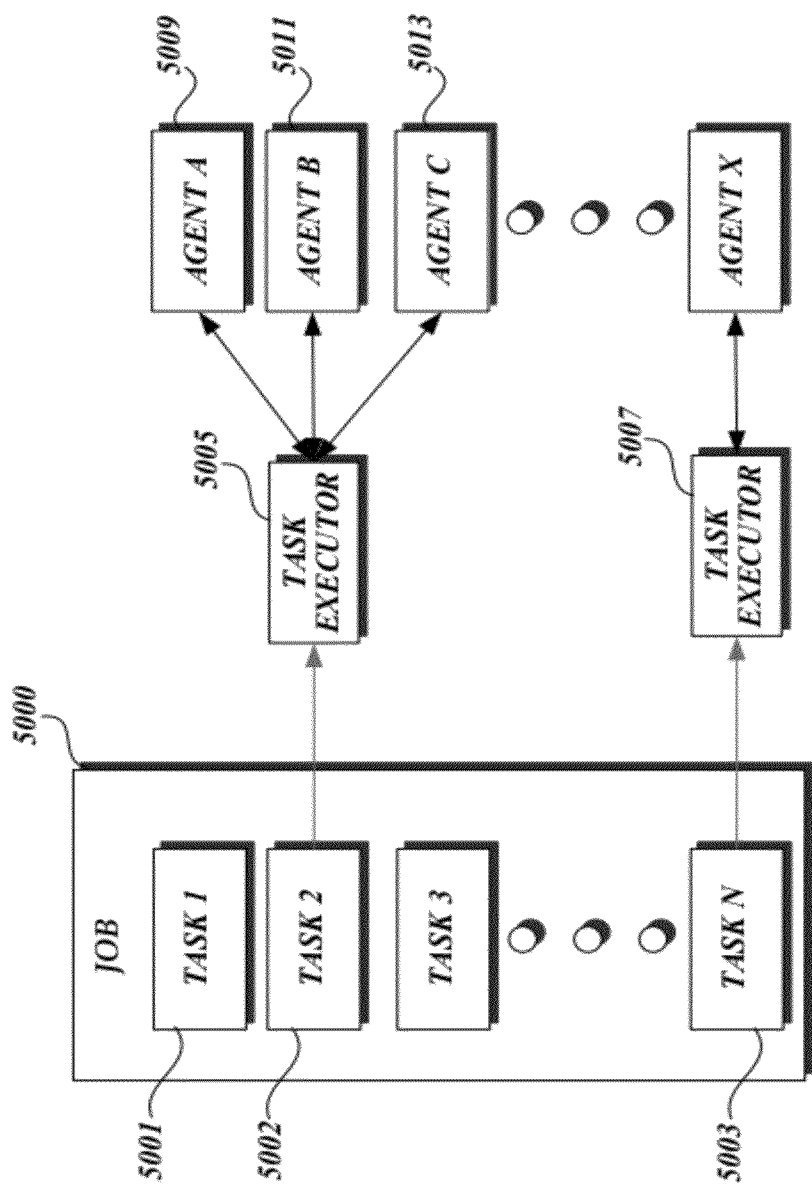 5000
JOB
5001
TASK 1
5002
TASK 2
TASK 3
5003
TASK N
5005
TASK
EXECUTOR
5007
TASK
EXECUTOR
5009
AGENT A
5011
AGENT B
5013
AGENT C
AGENT X